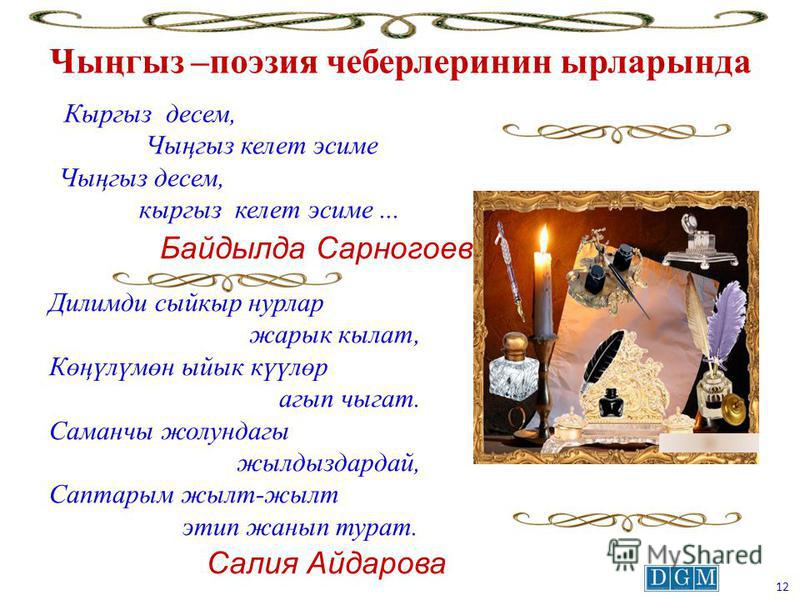 Чыңгыз –поэзия чеберлеринин ырларында
Кыргыз десем,
Чыңгыз келет эсиме
Чыңгыз десем,
кыргыз келет эсиме ...
Байдылда Сарногоев
Дилимди сыйкыр нурлар
жарык кылат,
Көңүлүмөн ыйык күүлөр
агып чыгат.
Саманчы жолундагы
жылдыздардай,
Саптарым жылт-жылт
этип жанып турат.
Салия Айдарова
MyShared
DGM
12